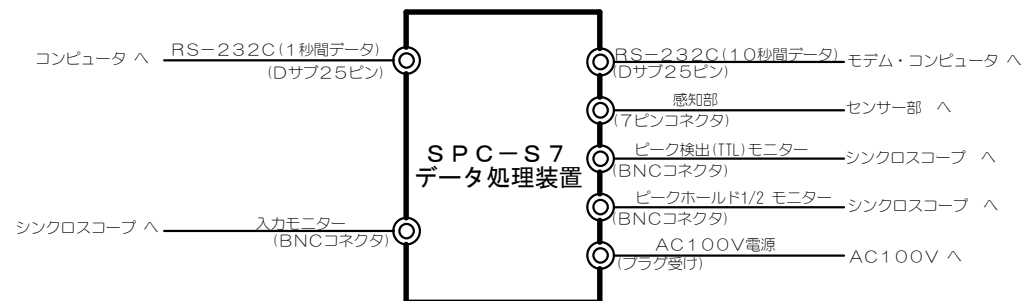 コンピュータ へ
RS-232C(1秒間データ)
(Dサブ25ピン)
シンクロスコープ へ
入力モニター
(BNCコネクタ)
SPC-S7
データ処理装置
RS-232C(10秒間データ)
(Dサブ25ピン)
モデム・コンピュータ へ
感知部
(7ピンコネクタ)
センサー部 へ
ピーク検出(TTL)モニター
(BNCコネクタ)
シンクロスコープ へ
ピークホールド1/2 モニター
(BNCコネクタ)
シンクロスコープ へ
AC100V電源
(プラグ受け)
AC100V へ